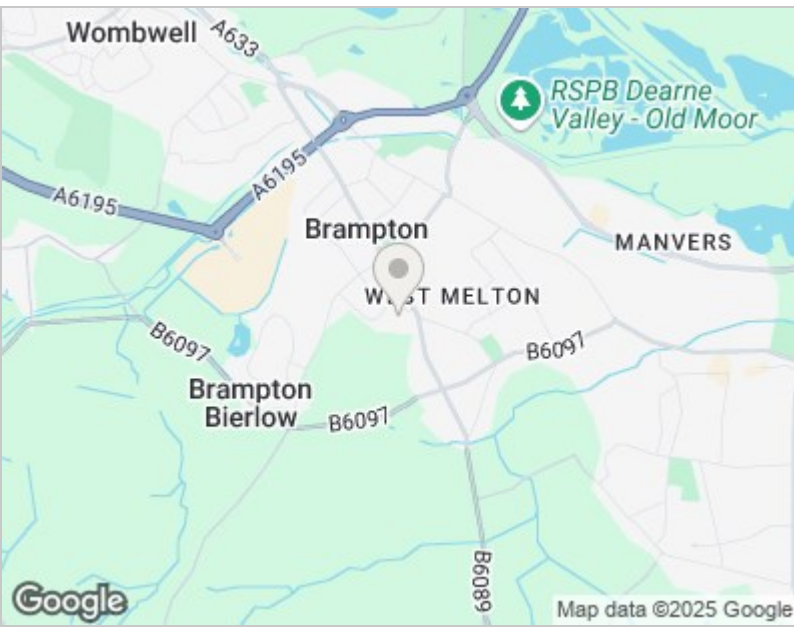 Wombwell
A633
RSPB Dearne
Valley - Old Moor
A6195
A6195
Brampton
MANVERS
WEST MELTON
B6097
B6097
Brampton
Bierlow
B6097
B6089
Google
Map data ©2025 Google